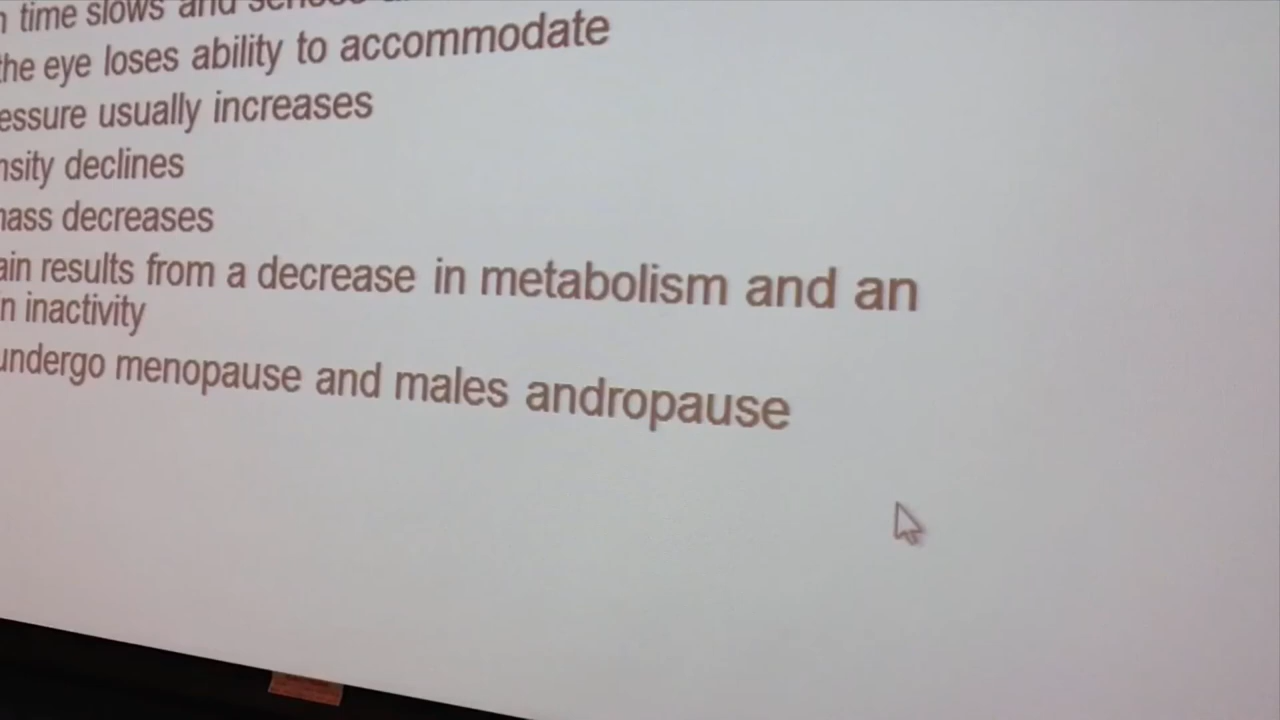 time slows and
the eye loses ability to accommodate
essure usually increases
nsity declines
mass decreases
ain results from a decrease in metabolism and an
n inactivity
undergo menopause and males andropause